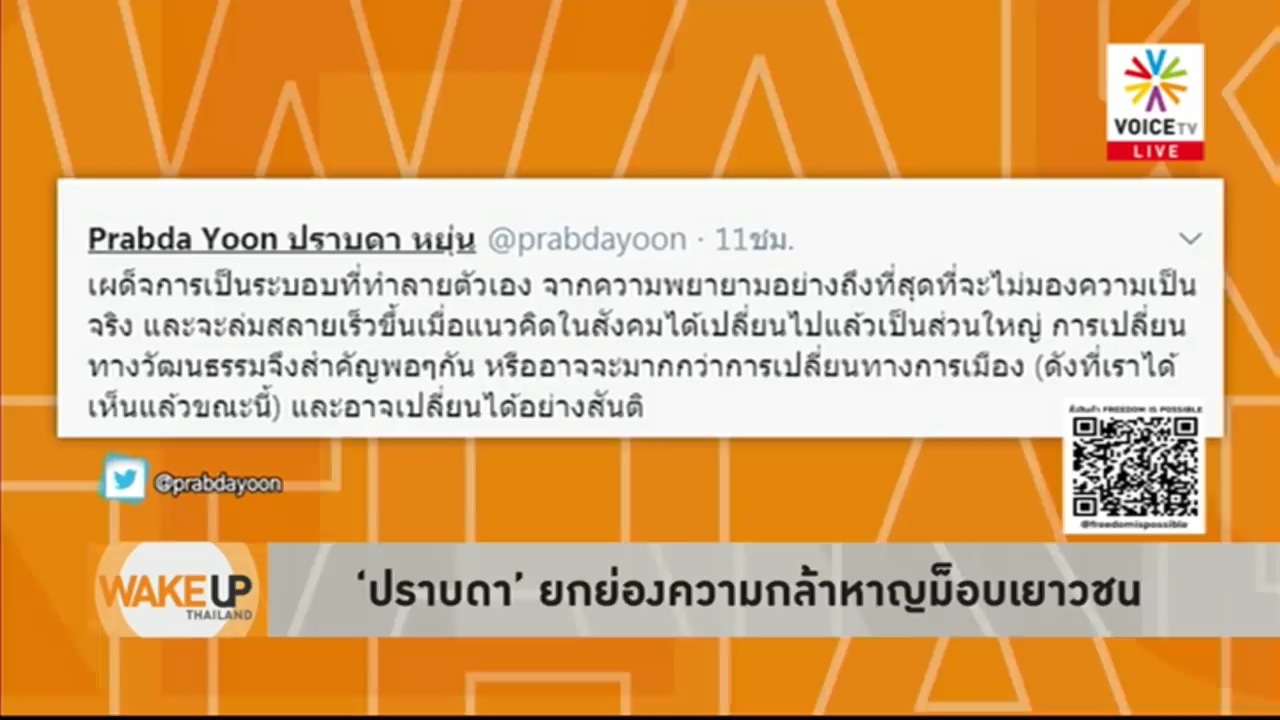 VOICE TV
LIVE
Prabda Yoon ปราบดา หยุ่น @prabdayoon · 11ชม.
เผด็จการเป็นระบอบที่ทำลายตัวเอง จากความพยายามอย่างถึงที่สุดที่จะไม่มองความเป็น
จริง และจะล่มสลายเร็วขึ้นเมื่อแนวคิดในสังคมได้เปลี่ยนไปแล้วเป็นส่วนใหญ่ การเปลี่ยน
ทางวัฒนธรรมจึงสำคัญพอๆกัน หรืออาจจะมากกว่าการเปลี่ยนทางการเมือง (ดังที่เราได้
เห็นแล้วขณะนี้) และอาจเปลี่ยนได้อย่างสันติ
FREEDOM IS POSSIBLE
@freedomispossible
@prabdayoon
WAKE UP
THAILAND
‘ปราบดา’ ยกย่องความกล้าหาญม็อบเยาวชน